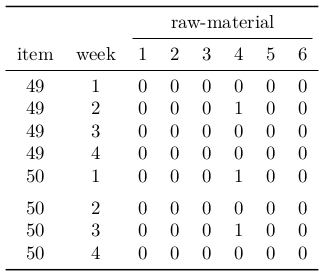 raw-material
item week 1 2 3 4 5 6
49 1 0 0 0 0 0 0
49 2 0 0 0 1 0 0
49 3 0 0 0 0 0 0
49 4 0 0 0 0 0 0
50 1 0 0 0 1 0 0
50 2 0 0 0 0 0 0
50 3 0 0 0 1 0 0
50 4 0 0 0 0 0 0